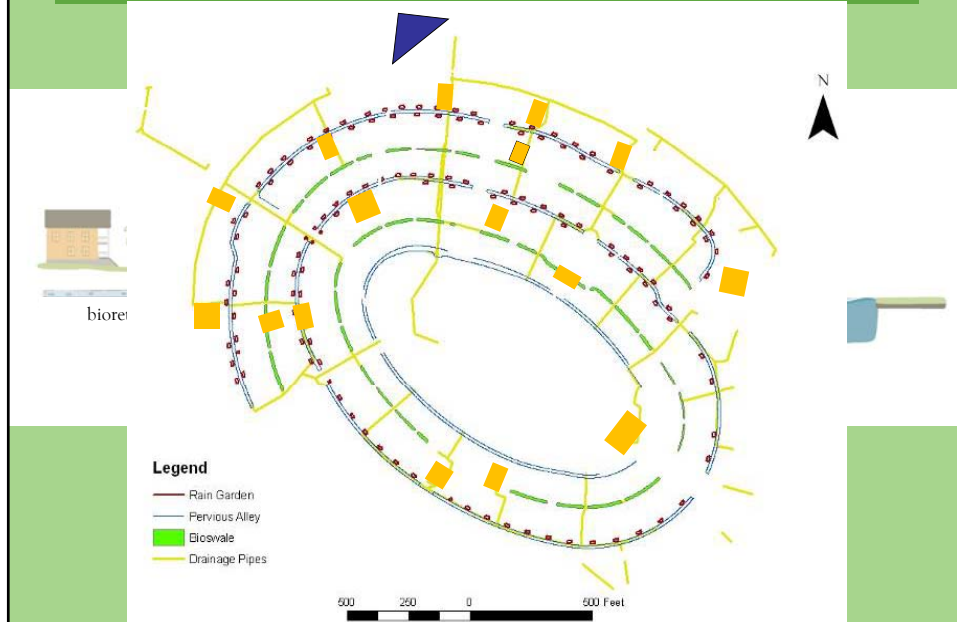 N
bioret
Legend
Rain Garden
Pervious Alley
Bioswale
Drainage Pipes
500 250 0 500 Feet